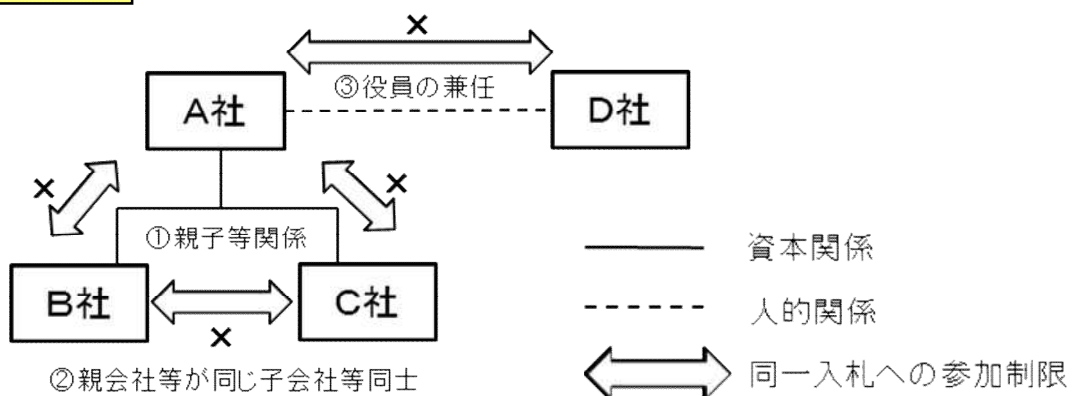 ×
③役員の兼任
A社
D社
×
×
①親子等関係
B社
C社
×
②親会社等が同じ子会社等同士
資本関係
人的関係
同一入札への参加制限